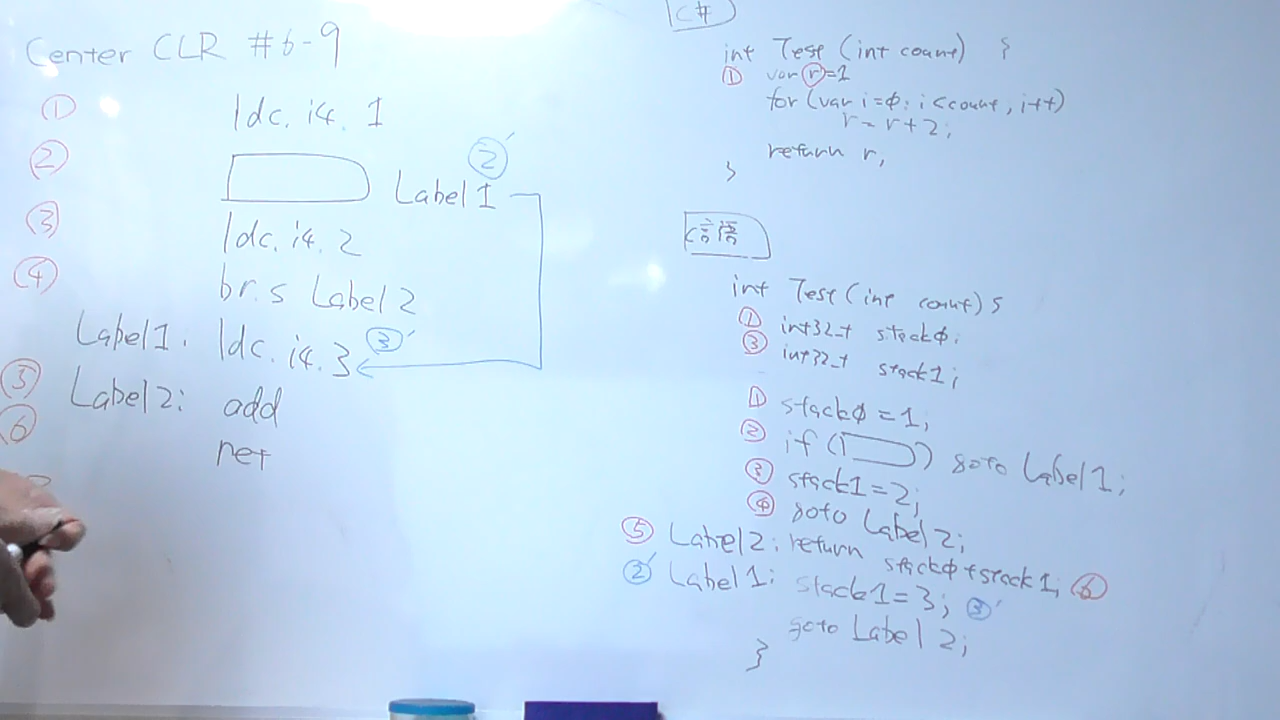 Center CLR #6-9
① ldc.i4.1
② Label1 ②'
③ ldc.i4.2
④ br.s Label2
Label1. ldc.i4.3 ③'
⑤ Label2: add
⑥ ret
C#
int Test (int count) {
① var r=1
for (var i=0; i<count, i++)
r = r+2;
return r,
}
C言語
int Test(int count) {
① int32_t stack0.
③ int32_t stack1;
① stack0 = 1;
② if ( ) goto Label1;
③ stack1=2;
④ goto Label2;
⑤ Label2: return stack0+stack1; ⑥
②' Label1: stack1=3; ③'
goto Label2;
}